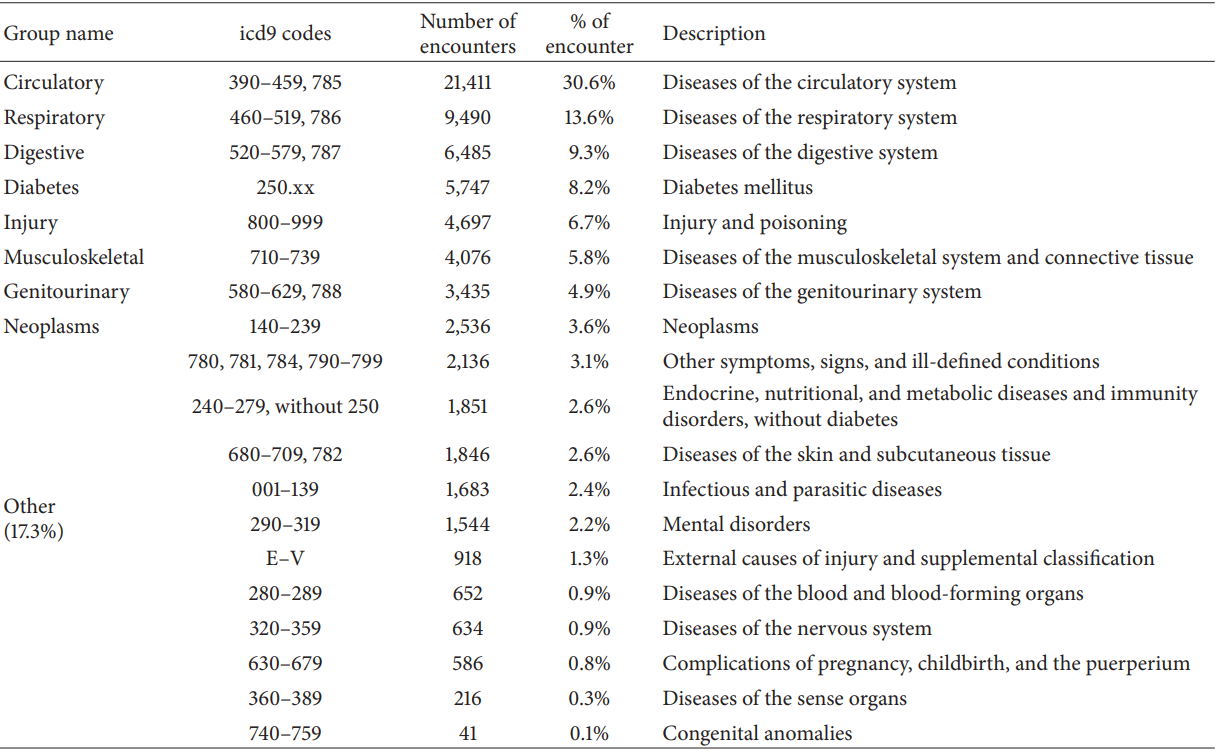 Group name icd9 codes Number of encounters % of encounter Description
Circulatory 390–459, 785 21,411 30.6% Diseases of the circulatory system
Respiratory 460–519, 786 9,490 13.6% Diseases of the respiratory system
Digestive 520–579, 787 6,485 9.3% Diseases of the digestive system
Diabetes 250.xx 5,747 8.2% Diabetes mellitus
Injury 800–999 4,697 6.7% Injury and poisoning
Musculoskeletal 710–739 4,076 5.8% Diseases of the musculoskeletal system and connective tissue
Genitourinary 580–629, 788 3,435 4.9% Diseases of the genitourinary system
Neoplasms 140–239 2,536 3.6% Neoplasms
Other
(17.3%)
780, 781, 784, 790–799 2,136 3.1% Other symptoms, signs, and ill-defined conditions
240–279, without 250 1,851 2.6% Endocrine, nutritional, and metabolic diseases and immunity
disorders, without diabetes
680–709, 782 1,846 2.6% Diseases of the skin and subcutaneous tissue
001–139 1,683 2.4% Infectious and parasitic diseases
290–319 1,544 2.2% Mental disorders
E–V 918 1.3% External causes of injury and supplemental classification
280–289 652 0.9% Diseases of the blood and blood-forming organs
320–359 634 0.9% Diseases of the nervous system
630–679 586 0.8% Complications of pregnancy, childbirth, and the puerperium
360–389 216 0.3% Diseases of the sense organs
740–759 41 0.1% Congenital anomalies